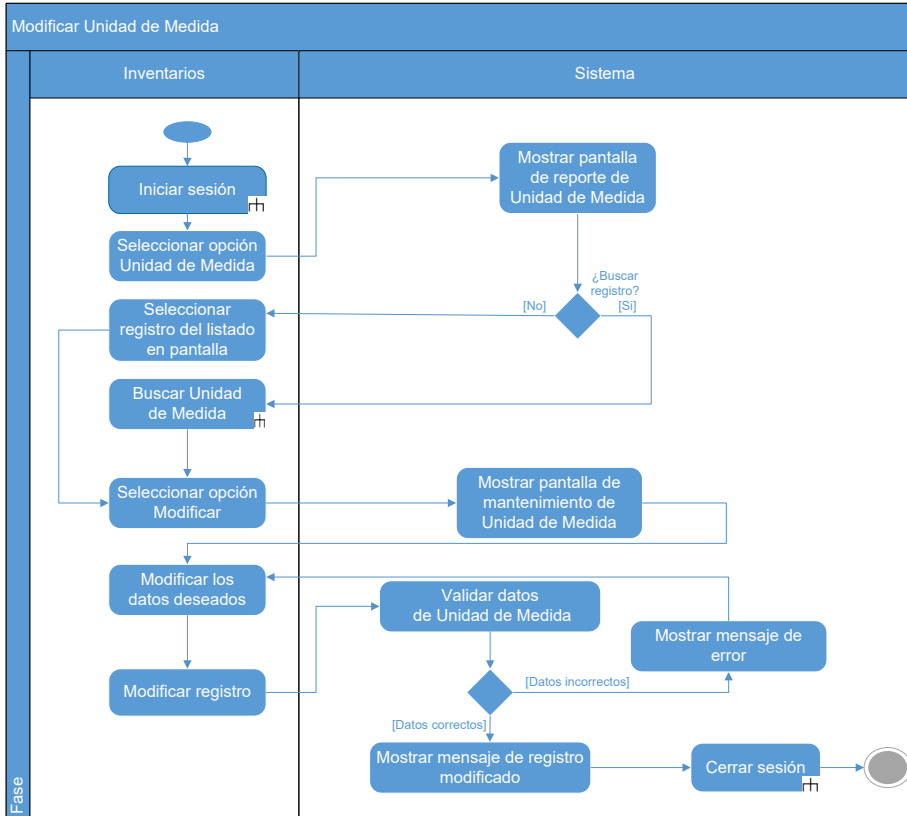 Modificar Unidad de Medida
Inventarios
Sistema
Fase
Iniciar sesión
Seleccionar opción
Unidad de Medida
Mostrar pantalla
de reporte de
Unidad de Medida
¿Buscar
registro?
[No]
[Si]
Seleccionar
registro del listado
en pantalla
Buscar Unidad
de Medida
Seleccionar opción
Modificar
Mostrar pantalla de
mantenimiento de
Unidad de Medida
Modificar los
datos deseados
Validar datos
de Unidad de Medida
Mostrar mensaje de
error
Modificar registro
[Datos incorrectos]
[Datos correctos]
Mostrar mensaje de registro
modificado
Cerrar sesión